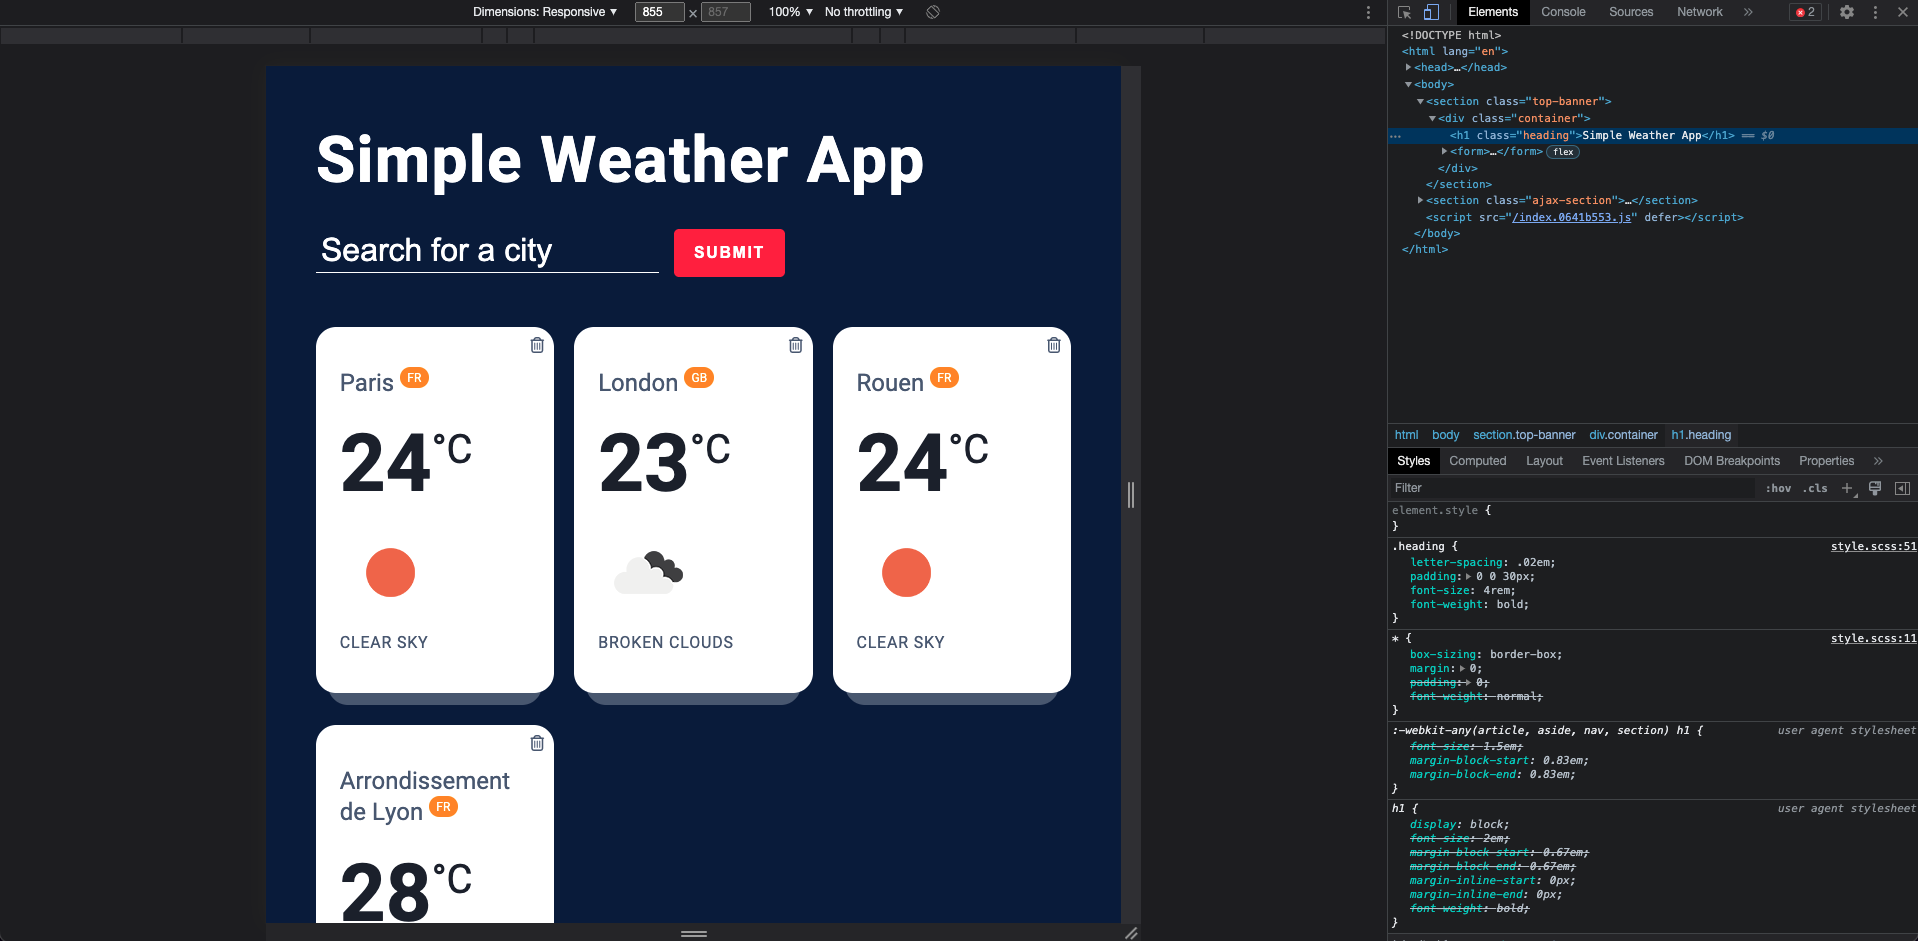 Dimensions: Responsive ▼ 855 × 857 100% ▼ No throttling ▼
Elements Console Sources Network » 2
Simple Weather App
Search for a city SUBMIT
Paris FR
24°C
CLEAR SKY
London GB
23°C
BROKEN CLOUDS
Rouen FR
24°C
CLEAR SKY
Arrondissement
de Lyon FR
28°C
<!DOCTYPE html>
<html lang="en">
<head>…</head>
<body>
<section class="top-banner">
<div class="container">
<h1 class="heading">Simple Weather App</h1> == $0
<form>…</form> flex
</div>
</section>
<section class="ajax-section">…</section>
<script src="/index.0641b553.js" defer></script>
</body>
</html>
html body section.top-banner div.container h1.heading
Styles Computed Layout Event Listeners DOM Breakpoints Properties »
Filter :hov .cls +
element.style {
}
.heading { style.scss:51
letter-spacing: .02em;
padding: 0 0 30px;
font-size: 4rem;
font-weight: bold;
}
* { style.scss:11
box-sizing: border-box;
margin: 0;
padding: 0;
font-weight: normal;
}
:-webkit-any(article, aside, nav, section) h1 { user agent stylesheet
font-size: 1.5em;
margin-block-start: 0.83em;
margin-block-end: 0.83em;
}
h1 { user agent stylesheet
display: block;
font-size: 2em;
margin-block-start: 0.67em;
margin-block-end: 0.67em;
margin-inline-start: 0px;
margin-inline-end: 0px;
font-weight: bold;
}